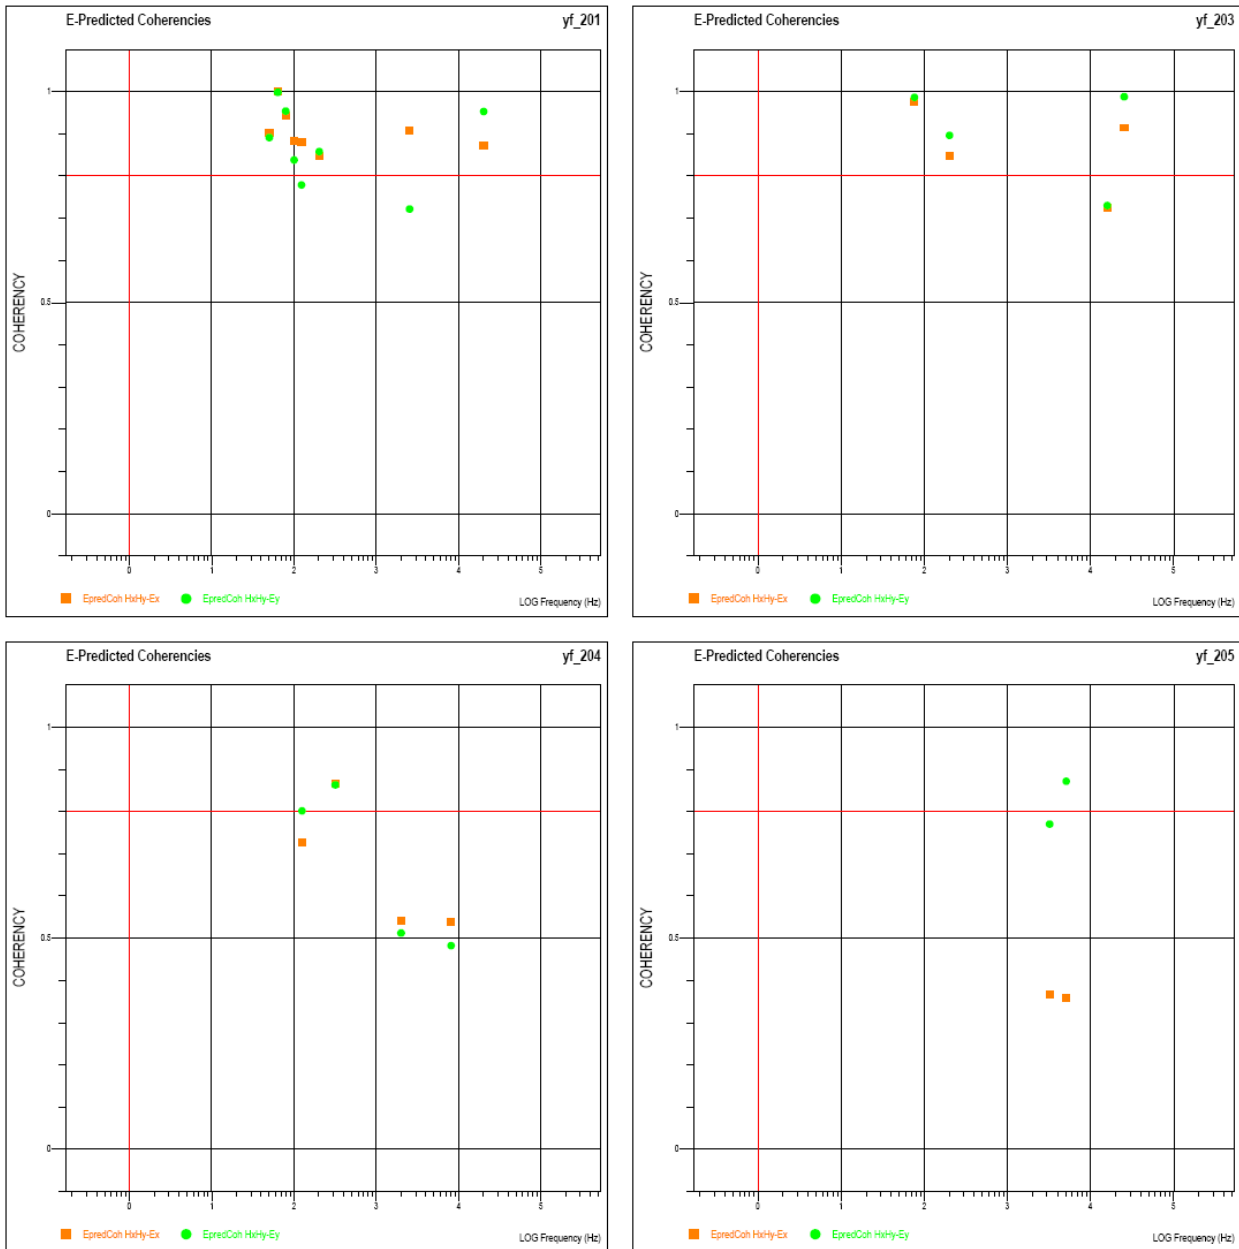 E-Predicted Coherencies yf_201
1
0.5
0
COHERENCY
0 1 2 3 4 5
EpredCoh HxHy-Ex EpredCoh HxHy-Ey LOG Frequency (Hz)
E-Predicted Coherencies yf_203
1
0.5
0
COHERENCY
0 1 2 3 4 5
EpredCoh HxHy-Ex EpredCoh HxHy-Ey LOG Frequency (Hz)
E-Predicted Coherencies yf_204
1
0.5
0
COHERENCY
0 1 2 3 4 5
EpredCoh HxHy-Ex EpredCoh HxHy-Ey LOG Frequency (Hz)
E-Predicted Coherencies yf_205
1
0.5
0
COHERENCY
0 1 2 3 4 5
EpredCoh HxHy-Ex EpredCoh HxHy-Ey LOG Frequency (Hz)